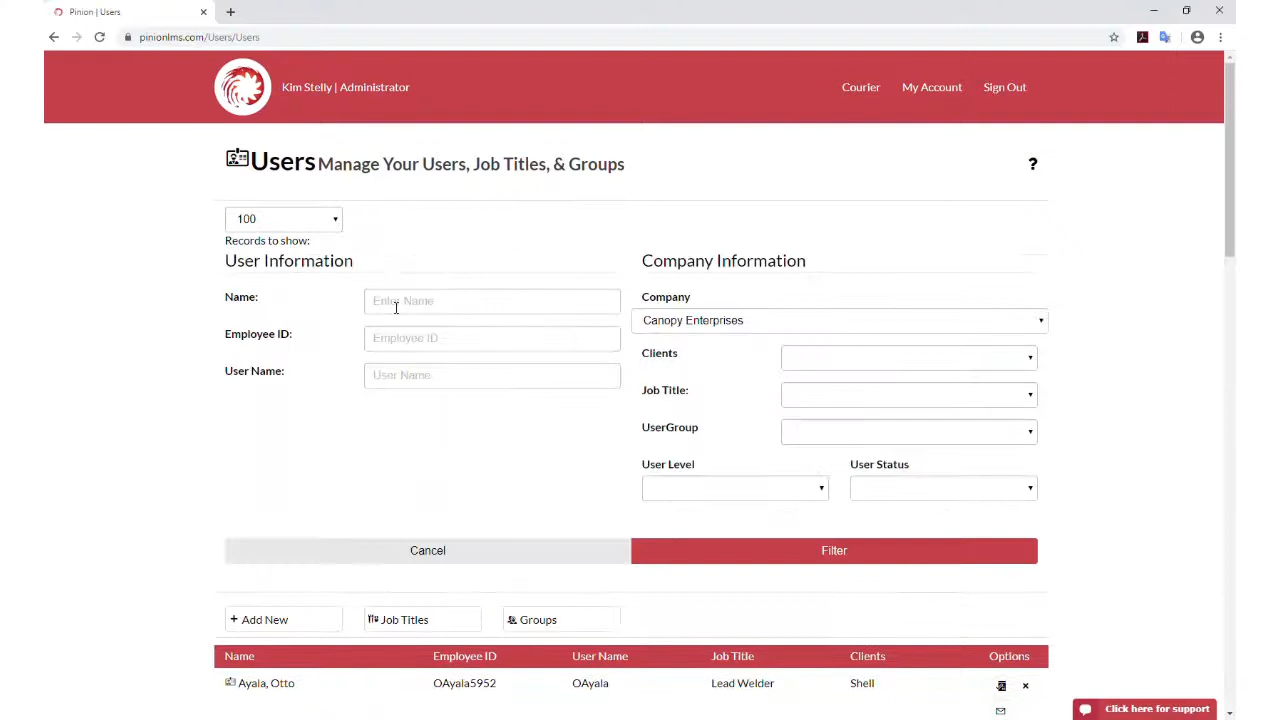 Pinion | Users
pinionlms.com/Users/Users
Kim Stelly | Administrator
Courier
My Account
Sign Out
Users Manage Your Users, Job Titles, & Groups
?
100
Records to show:
User Information
Company Information
Name:
Enter Name
Company
Canopy Enterprises
Employee ID:
Employee ID
Clients
User Name:
User Name
Job Title:
UserGroup
User Level
User Status
Cancel
Filter
+ Add New
Job Titles
Groups
Name Employee ID User Name Job Title Clients Options
Ayala, Otto OAyala5952 OAyala Lead Welder Shell
Click here for support